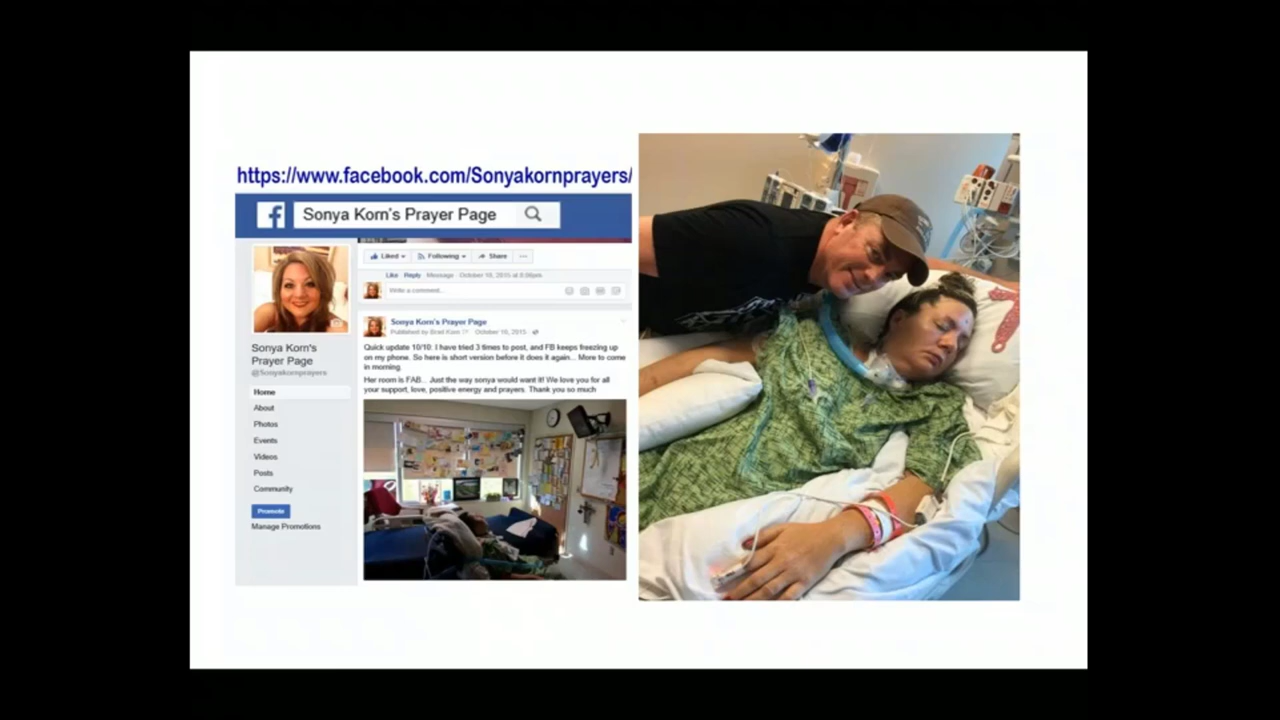 https://www.facebook.com/Sonyakornprayers/
Sonya Korn's Prayer Page
Liked
Following
Share
Like · Reply · Message · October 19, 2015 at 8:06pm
Write a comment...
Sonya Korn's Prayer Page
Published by Brad Korn · October 19, 2015 ·
Quick update 10/10: I have tried 3 times to post, and FB keeps freezing up
on my phone. So here is short version before it does it again... More to come
in morning.
Her room is FAB... Just the way sonya would want it! We love you for all
your support, love, positive energy and prayers. Thank you so much
Sonya Korn's
Prayer Page
@Sonyakornprayers
Home
About
Photos
Events
Videos
Posts
Community
Promote
Manage Promotions